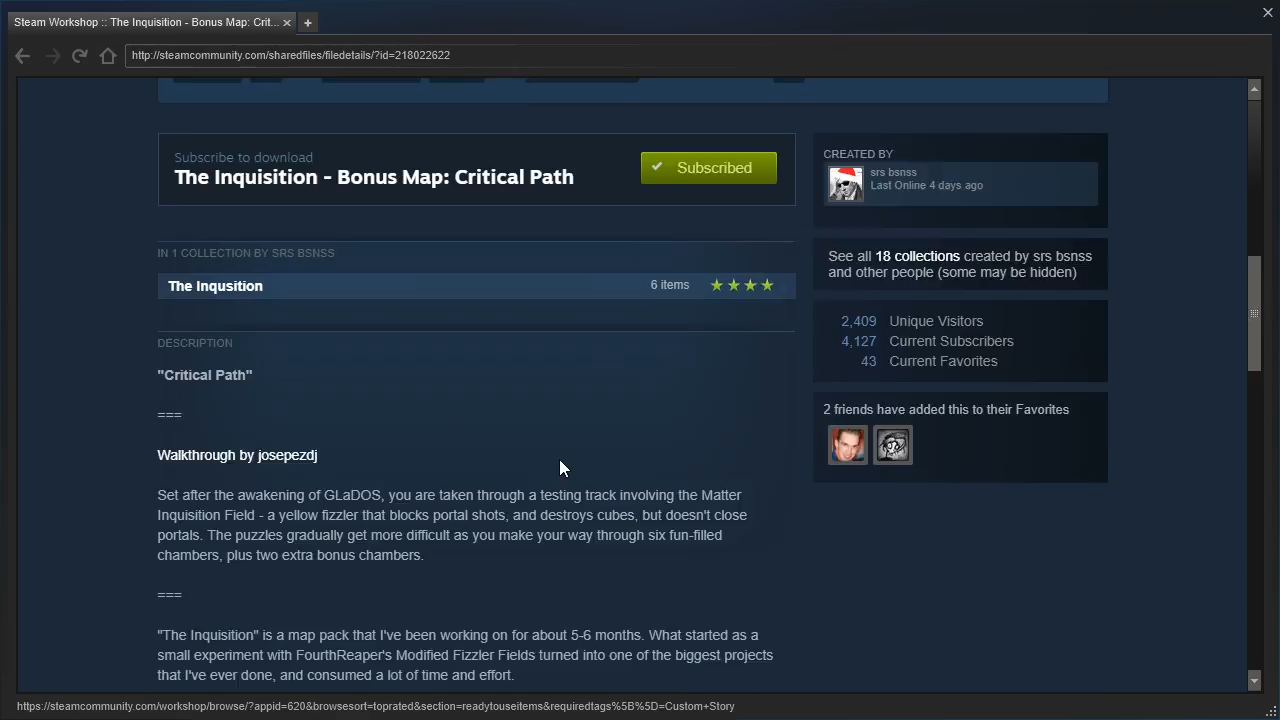 Steam Workshop :: The Inquisition - Bonus Map: Crit...
http://steamcommunity.com/sharedfiles/filedetails/?id=218022622
Subscribe to download
The Inquisition - Bonus Map: Critical Path
Subscribed
IN 1 COLLECTION BY SRS BSNSS
The Inqusition
6 items
DESCRIPTION
"Critical Path"
===
Walkthrough by josepezdj
Set after the awakening of GLaDOS, you are taken through a testing track involving the Matter
Inquisition Field - a yellow fizzler that blocks portal shots, and destroys cubes, but doesn't close
portals. The puzzles gradually get more difficult as you make your way through six fun-filled
chambers, plus two extra bonus chambers.
===
"The Inquisition" is a map pack that I've been working on for about 5-6 months. What started as a
small experiment with FourthReaper's Modified Fizzler Fields turned into one of the biggest projects
that I've ever done, and consumed a lot of time and effort.
CREATED BY
srs bsnss
Last Online 4 days ago
See all 18 collections created by srs bsnss
and other people (some may be hidden)
2,409 Unique Visitors
4,127 Current Subscribers
43 Current Favorites
2 friends have added this to their Favorites
https://steamcommunity.com/workshop/browse/?appid=620&browsesort=toprated&section=readytouseitems&requiredtags%5B%5D=Custom+Story